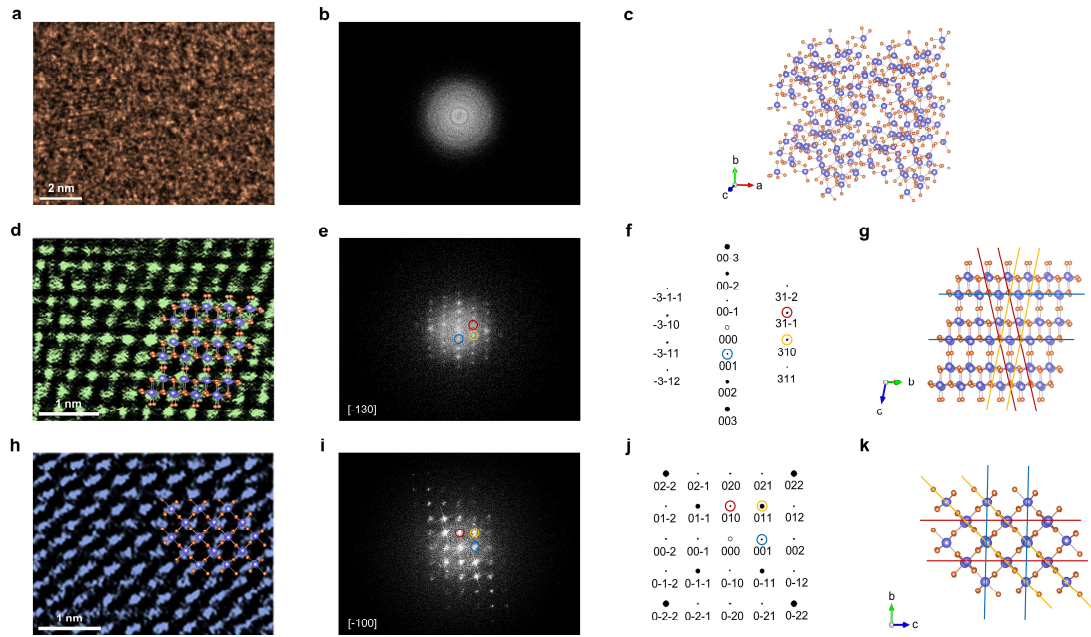 a
b
c
2 nm
b
a
c
d
e
f
g
1 nm
[-130]
00-3
00-2
-3-1-1
31-2
00-1
-3-10
31-1
000
-3-11
310
001
-3-12
311
002
003
b
c
h
i
j
k
1 nm
[-100]
02-2 02-1 020 021 022
01-2 01-1 010 011 012
00-2 00-1 000 001 002
0-1-2 0-1-1 0-10 0-11 0-12
0-2-2 0-2-1 0-20 0-21 0-22
b
c